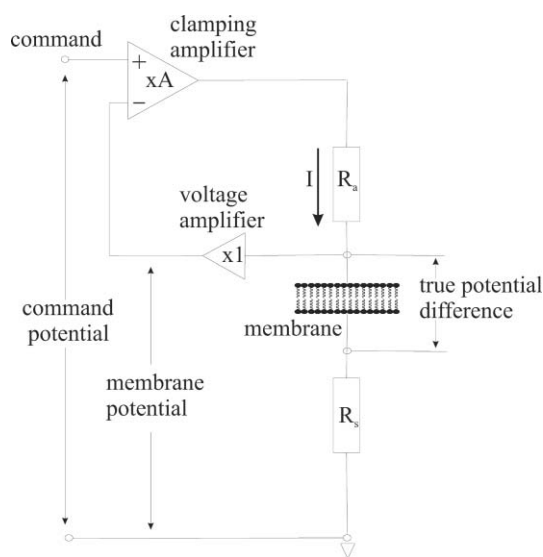 clamping
amplifier
command
+
xA
−
I
Rₐ
voltage
amplifier
x1
true potential
difference
membrane
command
potential
membrane
potential
Rₛ